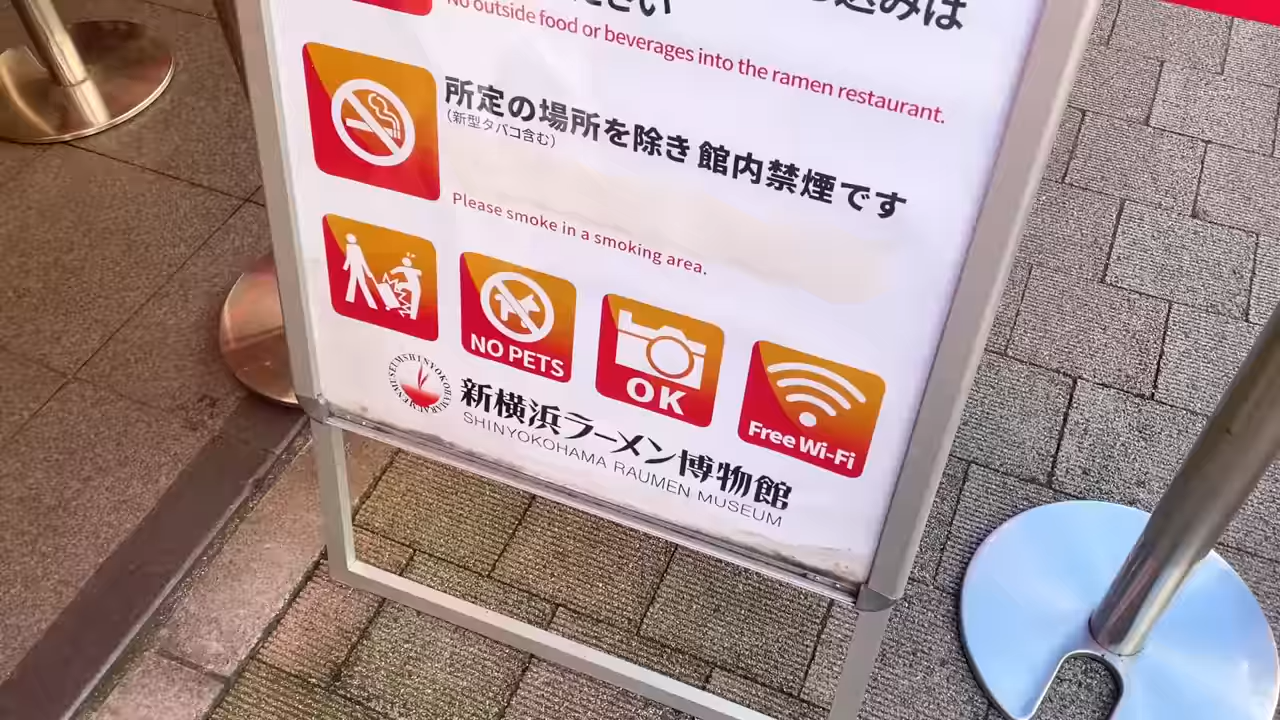 ださい
込みは
No outside food or beverages into the ramen restaurant.
所定の場所を除き館内禁煙です
(新型タバコ含む)
Please smoke in a smoking area.
NO PETS
OK
Free Wi-Fi
SHINYOKOHAMA RAUMEN MUSEUM
新横浜ラーメン博物館
SHINYOKOHAMA RAUMEN MUSEUM